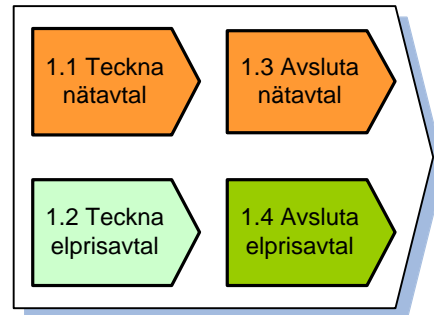 1.1 Teckna
nätavtal
1.3 Avsluta
nätavtal
1.2 Teckna
elprisavtal
1.4 Avsluta
elprisavtal